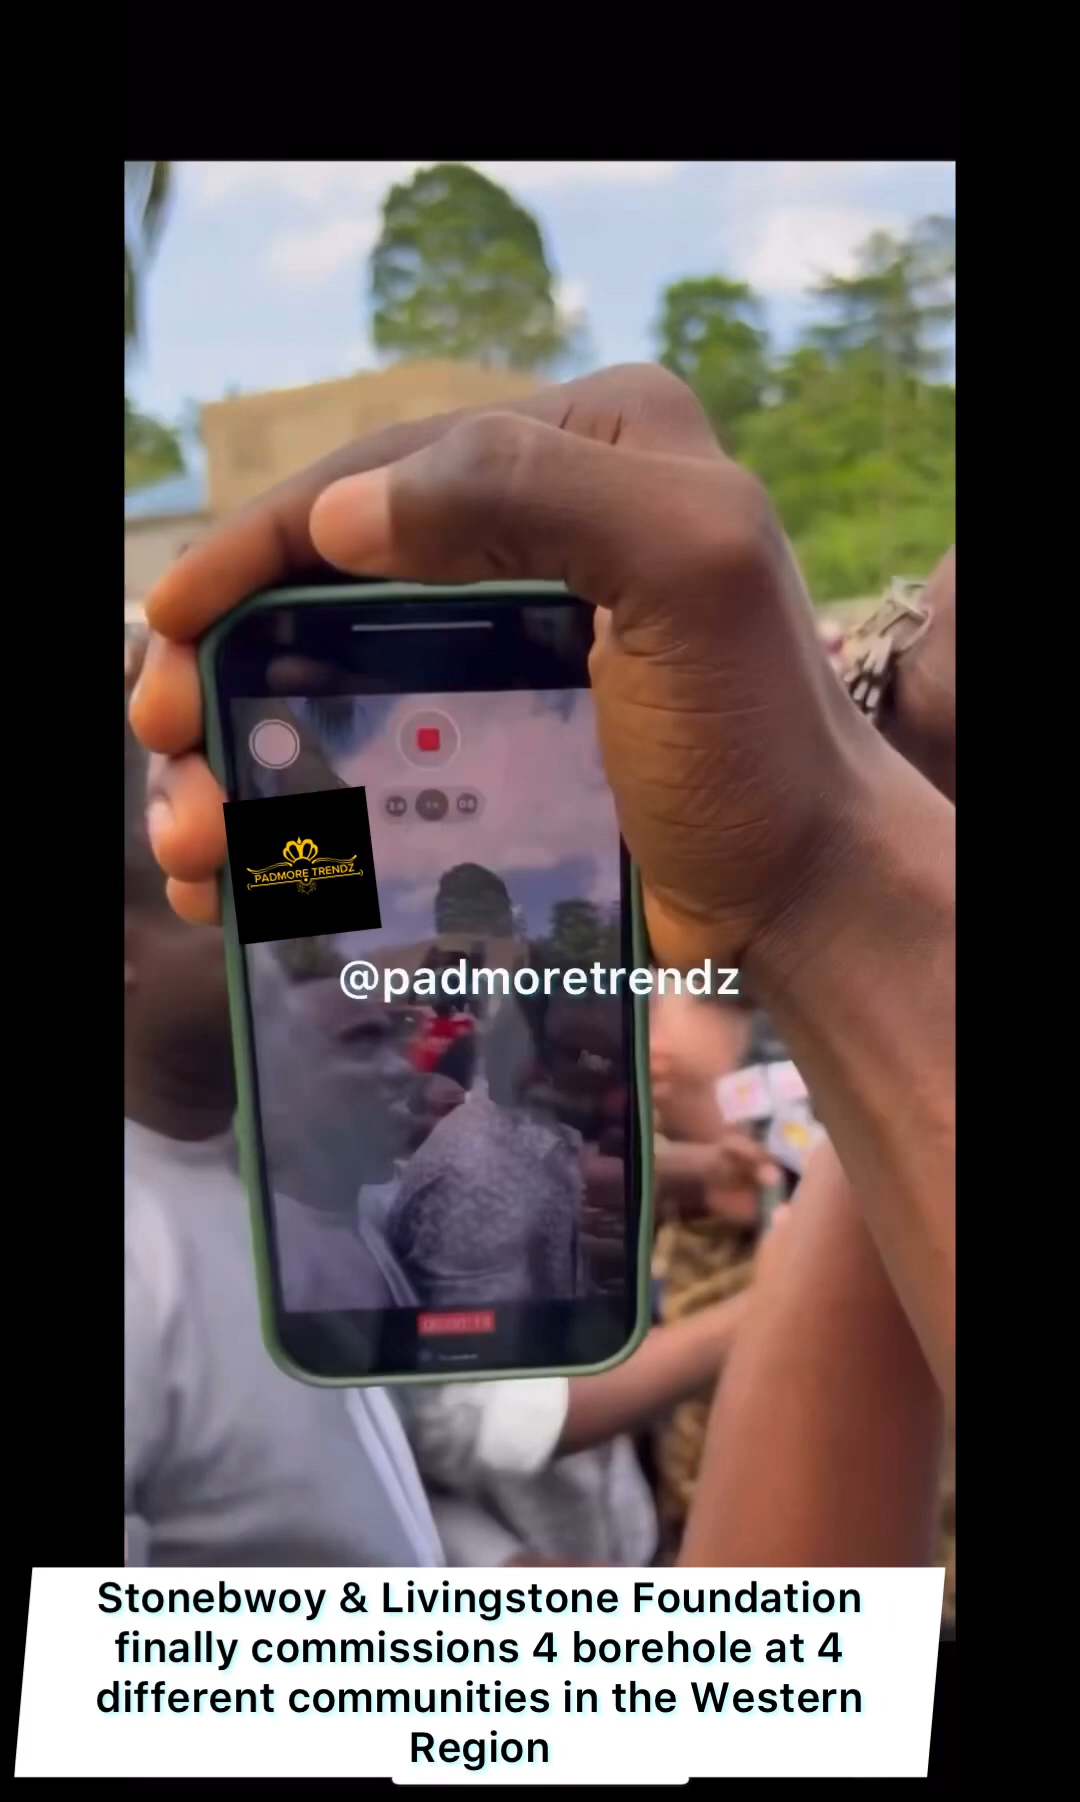 PADMORE TRENDZ
@padmoretrendz
Stonebwoy & Livingstone Foundation
finally commissions 4 borehole at 4
different communities in the Western
Region